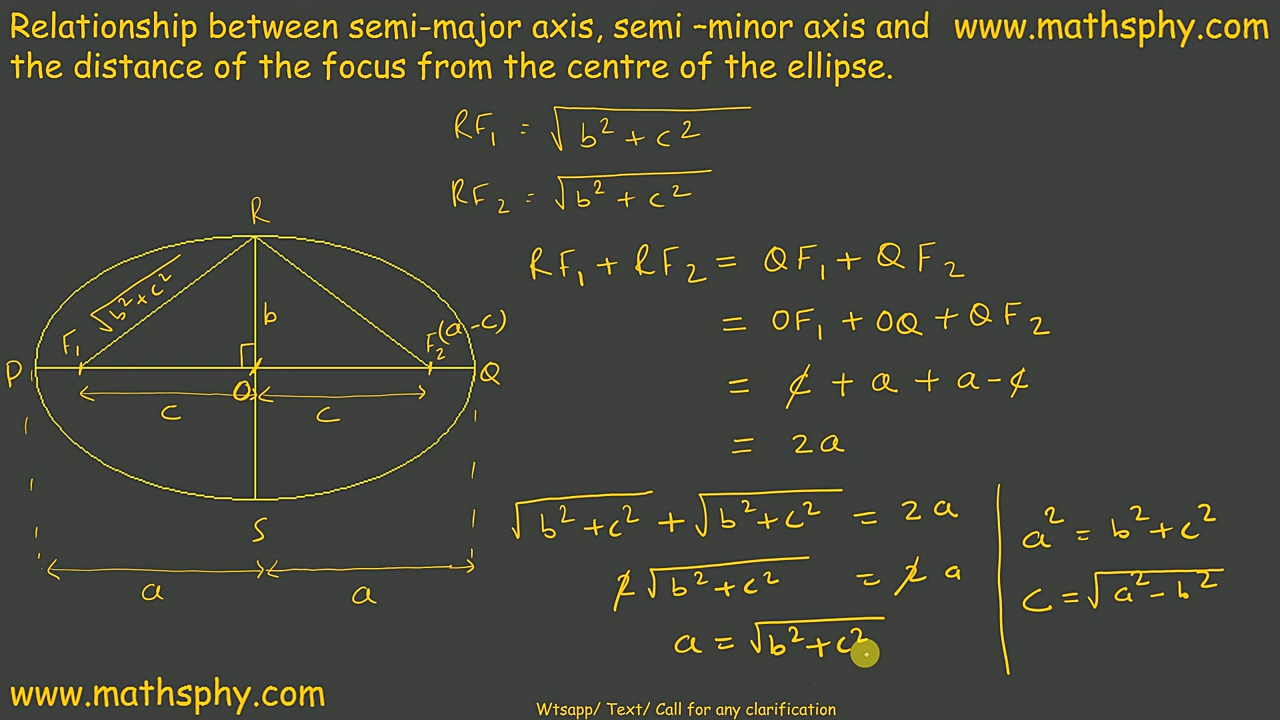 Relationship between semi-major axis, semi –minor axis and www.mathsphy.com
the distance of the focus from the centre of the ellipse.
RF₁ = √(b² + c²)
RF₂ = √(b² + c²)
RF₁ + RF₂ = QF₁ + QF₂
= OF₁ + OQ + QF₂
= c + a + a - c
= 2a
√(b² + c²) + √(b² + c²) = 2a
2√(b² + c²) = 2a
a = √(b² + c²)
a² = b² + c²
c = √(a² - b²)
R
√(b² + c²)
b
F₁
F₂
(a - c)
P
O
Q
c
c
S
a
a
www.mathsphy.com
Wtsapp/ Text/ Call for any clarification